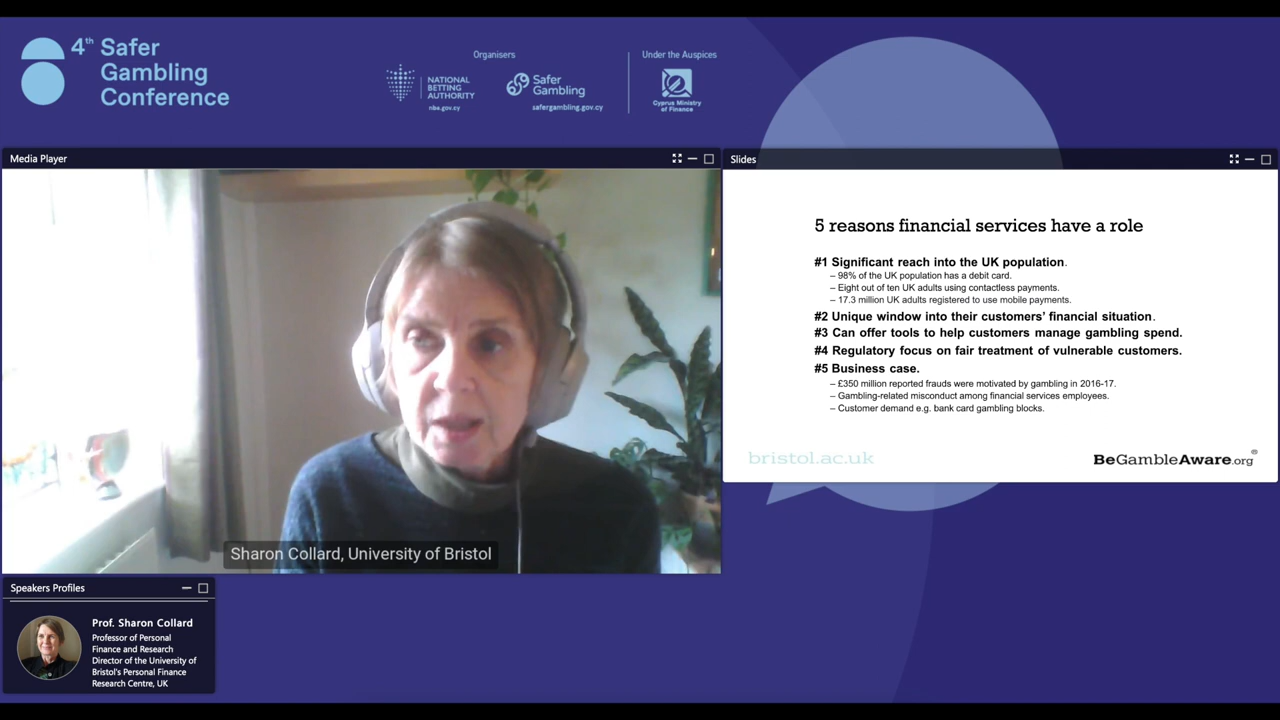 4th Safer
Gambling
Conference
Organisers
NATIONAL
BETTING
AUTHORITY
nba.gov.cy
Safer
Gambling
safergambling.gov.cy
Under the Auspices
Cyprus Ministry
of Finance
Media Player
Sharon Collard, University of Bristol
Slides
5 reasons financial services have a role
#1 Significant reach into the UK population.
– 98% of the UK population has a debit card.
– Eight out of ten UK adults using contactless payments.
– 17.3 million UK adults registered to use mobile payments.
#2 Unique window into their customers' financial situation.
#3 Can offer tools to help customers manage gambling spend.
#4 Regulatory focus on fair treatment of vulnerable customers.
#5 Business case.
– £350 million reported frauds were motivated by gambling in 2016-17.
– Gambling-related misconduct among financial services employees.
– Customer demand e.g. bank card gambling blocks.
bristol.ac.uk
BeGambleAware.org®
Speakers Profiles
Prof. Sharon Collard
Professor of Personal
Finance and Research
Director of the University of
Bristol's Personal Finance
Research Centre, UK